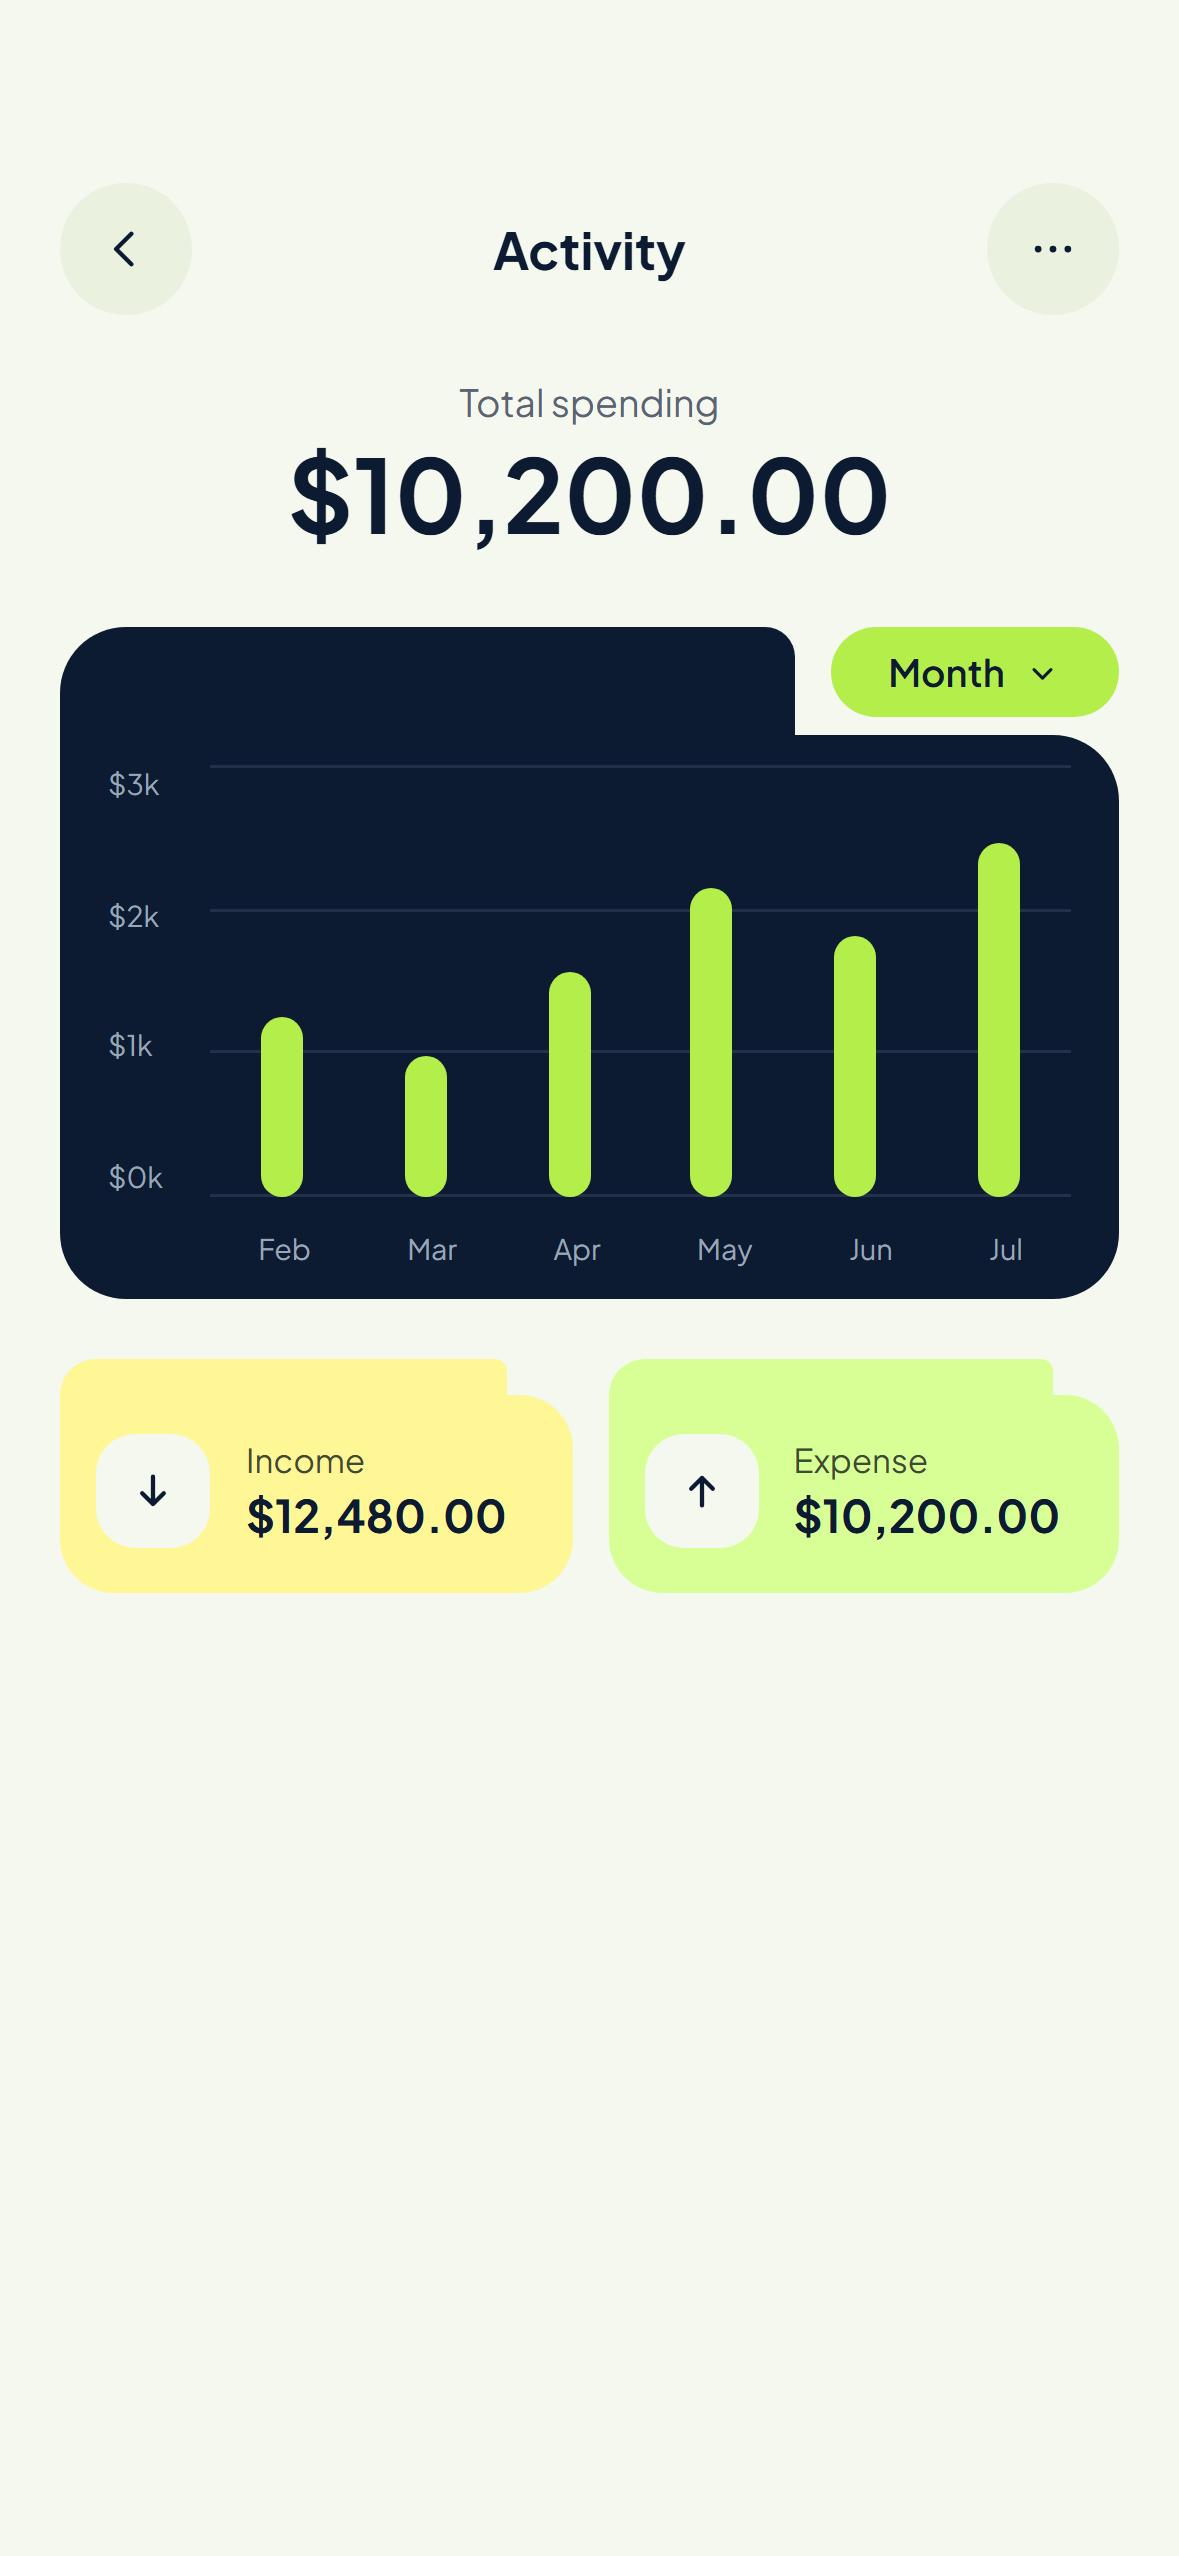 Activity
Total spending
$10,200.00
Month
$3k
$2k
$1k
$0k
Feb Mar Apr May Jun Jul
Income
$12,480.00
Expense
$10,200.00